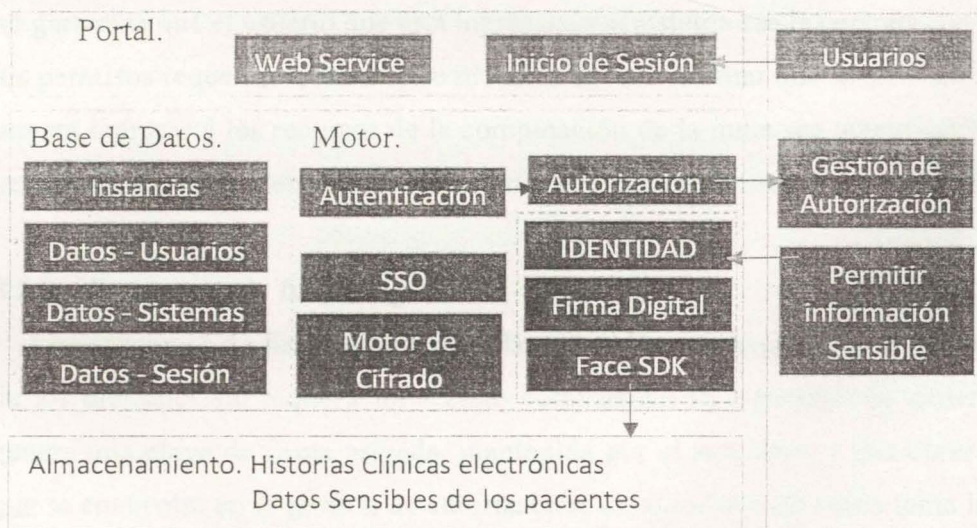 Portal.
Web Service
Inicio de Sesión
Usuarios
Base de Datos.
Motor.
Instancias
Datos - Usuarios
Datos - Sistemas
Datos - Sesión
Autenticación
SSO
Motor de
Cifrado
Autorización
IDENTIDAD
Firma Digital
Face SDK
Gestión de
Autorización
Permitir
información
Sensible
Almacenamiento. Historias Clínicas electrónicas
Datos Sensibles de los pacientes